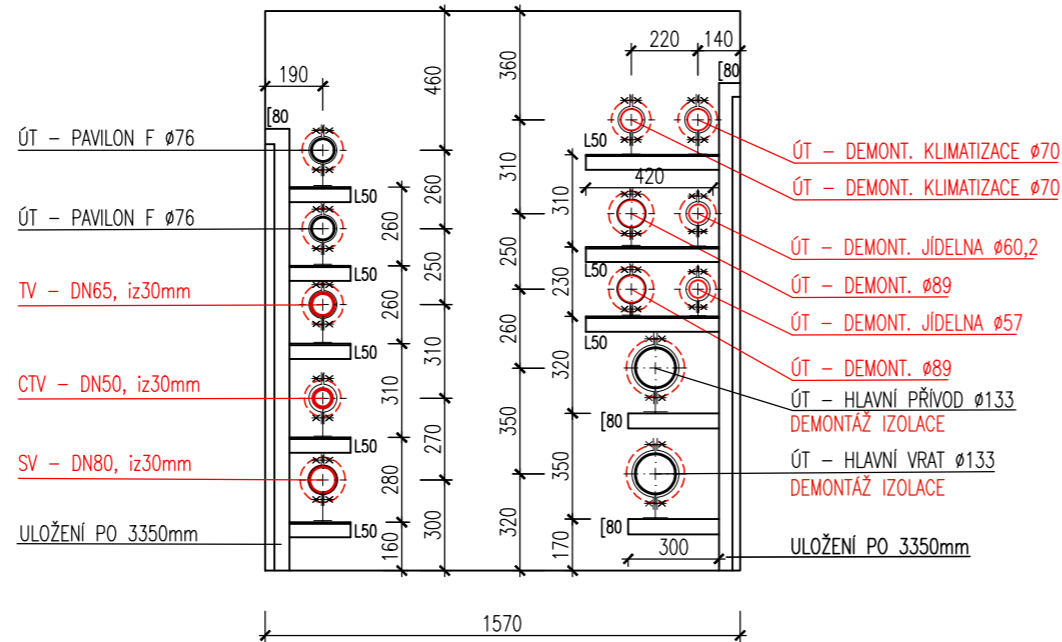 220
140
190
[80
[80
460
360
ÚT – PAVILON F ø76
L50
ÚT – DEMONT. KLIMATIZACE ø70
310
260
420
310
ÚT – DEMONT. KLIMATIZACE ø70
L50
ÚT – PAVILON F ø76
260
250
250
L50
ÚT – DEMONT. JÍDELNA ø60,2
L50
TV – DN65, iz30mm
260
230
ÚT – DEMONT. ø89
ÚT – DEMONT. JÍDELNA ø57
L50
310
260
L50
320
ÚT – DEMONT. ø89
CTV – DN50, iz30mm
310
ÚT – HLAVNÍ PŘÍVOD ø133
[80
DEMONTÁŽ IZOLACE
L50
270
350
350
SV – DN80, iz30mm
280
ÚT – HLAVNÍ VRAT ø133
DEMONTÁŽ IZOLACE
L50
[80
ULOŽENÍ PO 3350mm
160
300
320
170
300
ULOŽENÍ PO 3350mm
1570